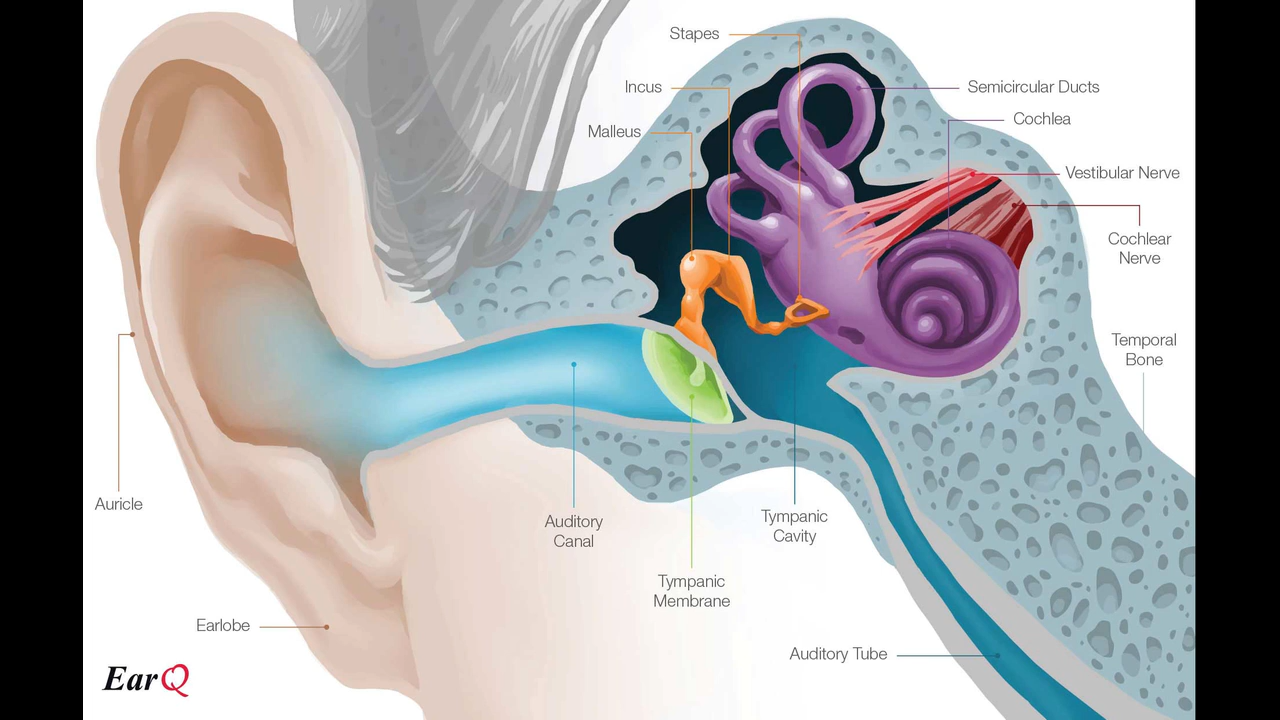 Stapes
Incus
Malleus
Semicircular Ducts
Cochlea
Vestibular Nerve
Cochlear
Nerve
Temporal
Bone
Auricle
Auditory
Canal
Tympanic
Cavity
Tympanic
Membrane
Earlobe
Auditory Tube
EarQ